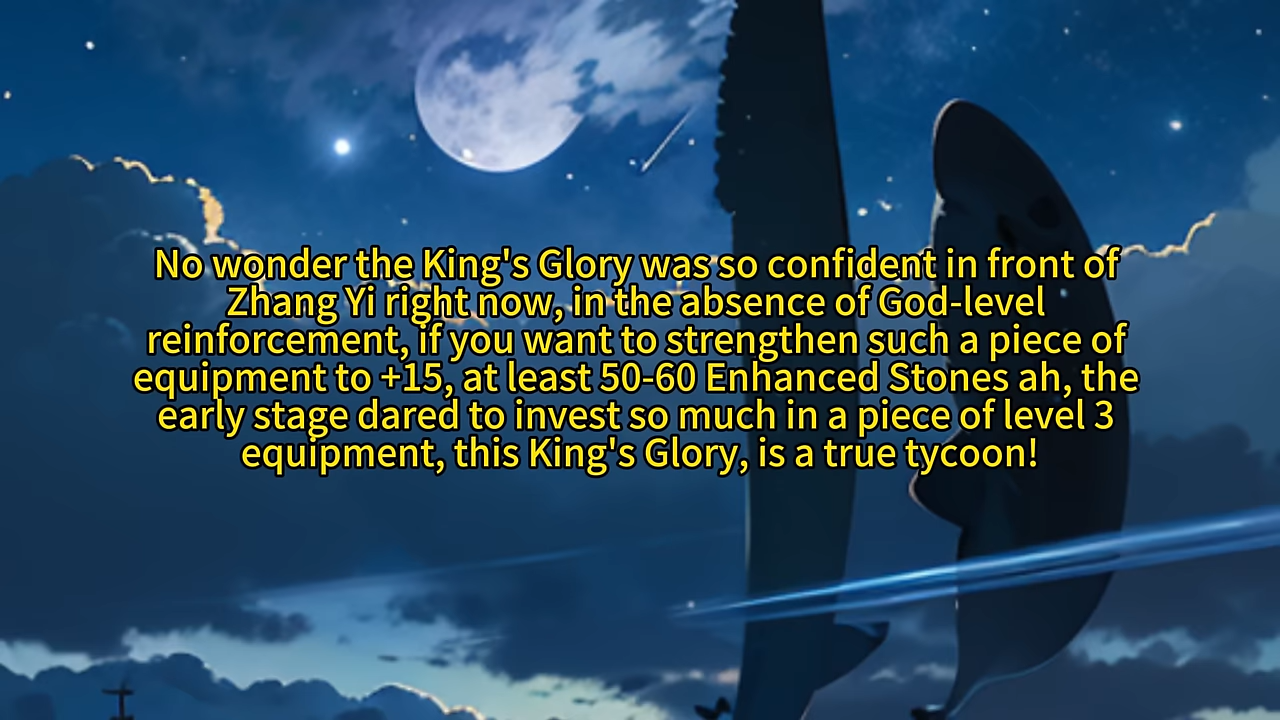 No wonder the King's Glory was so confident in front of
Zhang Yi right now, in the absence of God-level
reinforcement, if you want to strengthen such a piece of
equipment to +15, at least 50-60 Enhanced Stones ah, the
early stage dared to invest so much in a piece of level 3
equipment, this King's Glory, is a true tycoon!